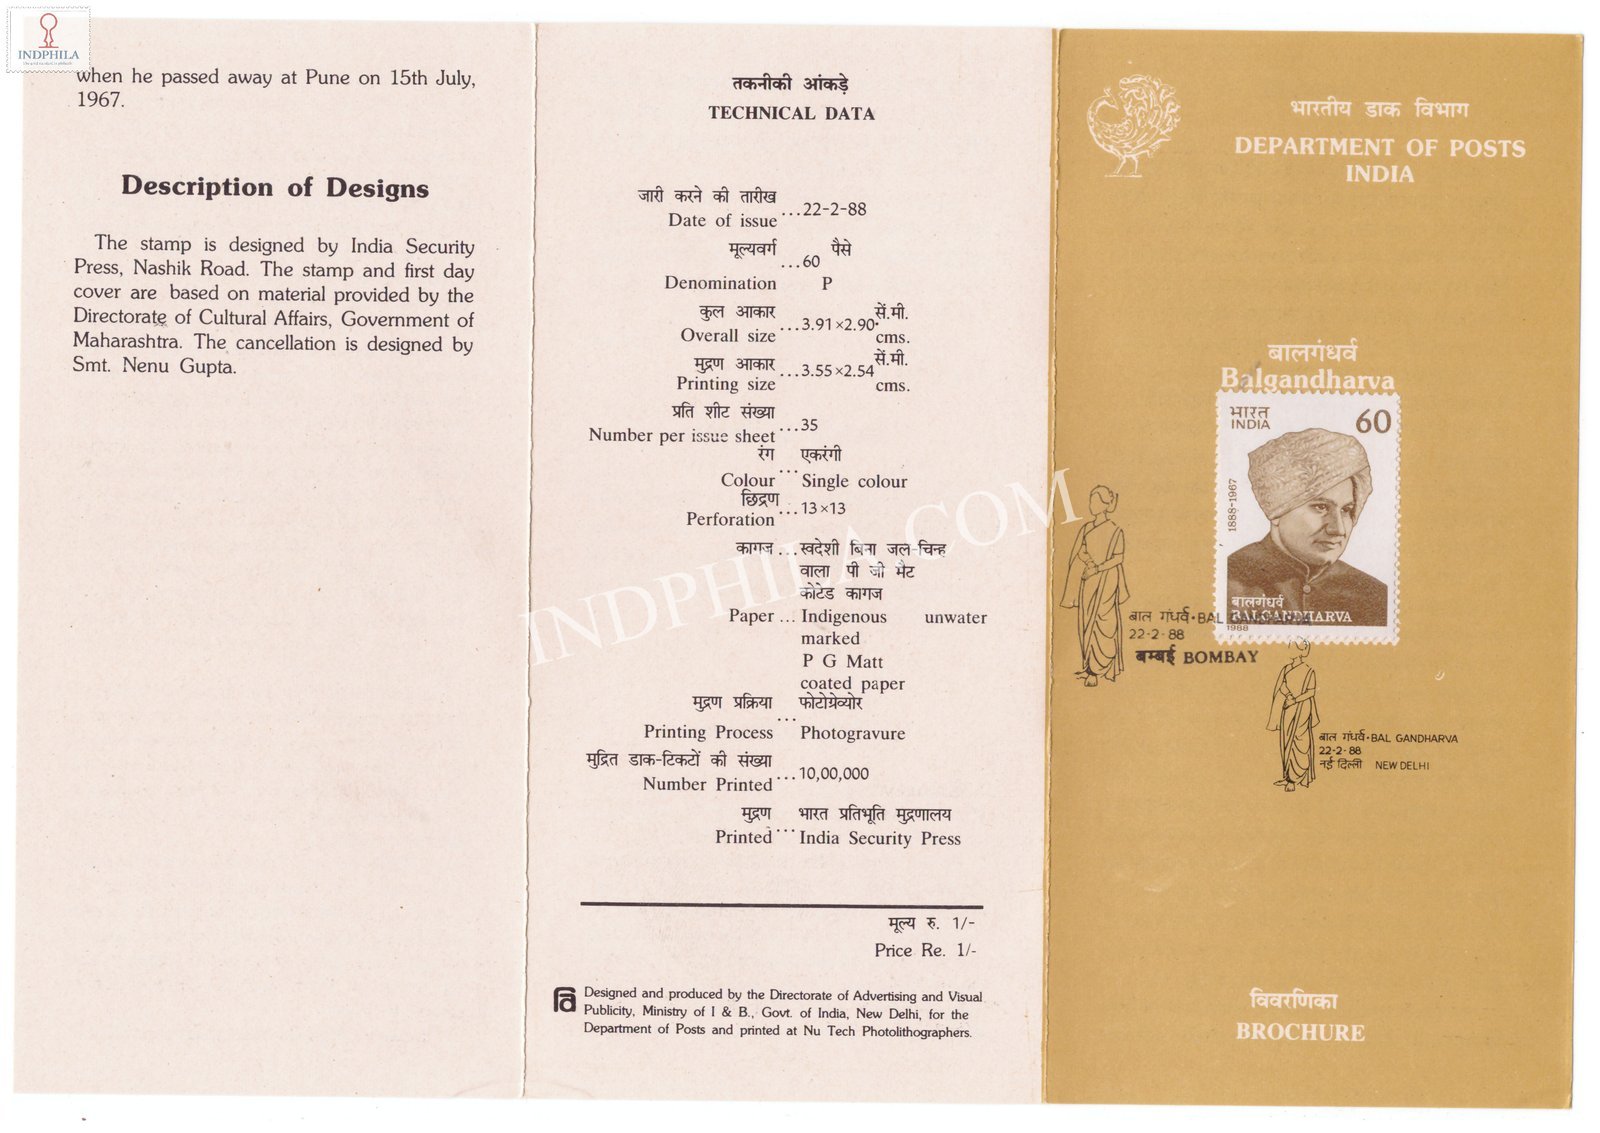 INDPHILA
when he passed away at Pune on 15th July,
1967.
Description of Designs
The stamp is designed by India Security
Press, Nashik Road. The stamp and first day
cover are based on material provided by the
Directorate of Cultural Affairs, Government of
Maharashtra. The cancellation is designed by
Smt. Nenu Gupta.
तकनीकी आंकड़े
TECHNICAL DATA
जारी करने की तारीख
Date of issue ...22-2-88
मूल्यवर्ग ...60 पैसे
Denomination P
कुल आकार सें.मी.
Overall size ...3.91×2.90 cms.
मुद्रण आकार सें.मी.
Printing size ...3.55×2.54 cms.
प्रति शीट संख्या
Number per issue sheet ...35
रंग एकरंगी
Colour ... Single colour
छिद्रण
Perforation ...13×13
कागज ... स्वदेशी बिना जल-चिन्ह
वाला पी जी मैट
कोटेड कागज
Paper ... Indigenous unwater
marked
P G Matt
coated paper
मुद्रण प्रक्रिया फोटोग्रेव्योर
Printing Process ... Photogravure
मुद्रित डाक-टिकटों की संख्या
Number Printed ...10,00,000
मुद्रण भारत प्रतिभूति मुद्रणालय
Printed ... India Security Press
मूल्य रु. 1/-
Price Re. 1/-
Designed and produced by the Directorate of Advertising and Visual
Publicity, Ministry of I & B., Govt. of India, New Delhi, for the
Department of Posts and printed at Nu Tech Photolithographers.
INDPHILA.COM
भारतीय डाक विभाग
DEPARTMENT OF POSTS
INDIA
बालगंधर्व
Balgandharva
भारत 60
INDIA
1888-1967
बालगंधर्व
BALGANDHARVA
1988
बाल गंधर्व·BAL GANDHARVA
22-2-88
बम्बई BOMBAY
बाल गंधर्व·BAL GANDHARVA
22-2-88
नई दिल्ली NEW DELHI
विवरणिका
BROCHURE